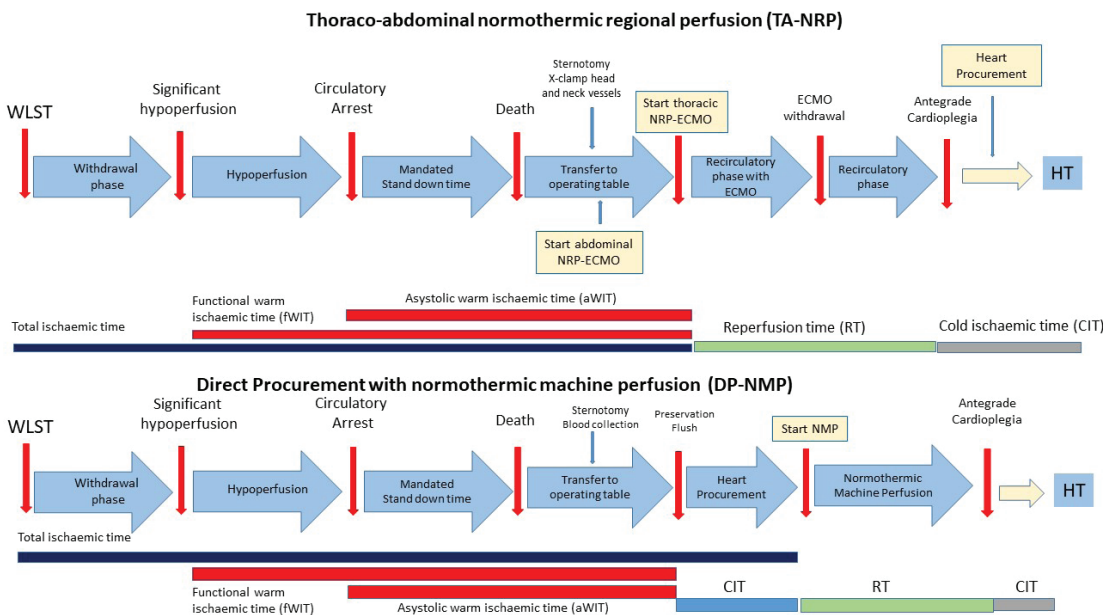 Thoraco-abdominal normothermic regional perfusion (TA-NRP)
WLST
Significant
hypoperfusion
Circulatory
Arrest
Death
Sternotomy
X-clamp head
and neck vessels
Start thoracic
NRP-ECMO
ECMO
withdrawal
Antegrade
Cardioplegia
Heart
Procurement
Withdrawal
phase
Hypoperfusion
Mandated
Stand down time
Transfer to
operating table
Recirculatory
phase with
ECMO
Recirculatory
phase
HT
Start abdominal
NRP-ECMO
Total ischaemic time
Functional warm
ischaemic time (fWIT)
Asystolic warm ischaemic time (aWIT)
Reperfusion time (RT)
Cold ischaemic time (CIT)
Direct Procurement with normothermic machine perfusion (DP-NMP)
WLST
Significant
hypoperfusion
Circulatory
Arrest
Death
Sternotomy
Blood collection
Preservation
Flush
Start NMP
Antegrade
Cardioplegia
Withdrawal
phase
Hypoperfusion
Mandated
Stand down time
Transfer to
operating table
Heart
Procurement
Normothermic
Machine Perfusion
HT
Total ischaemic time
Functional warm
ischaemic time (fWIT)
Asystolic warm ischaemic time (aWIT)
CIT
RT
CIT